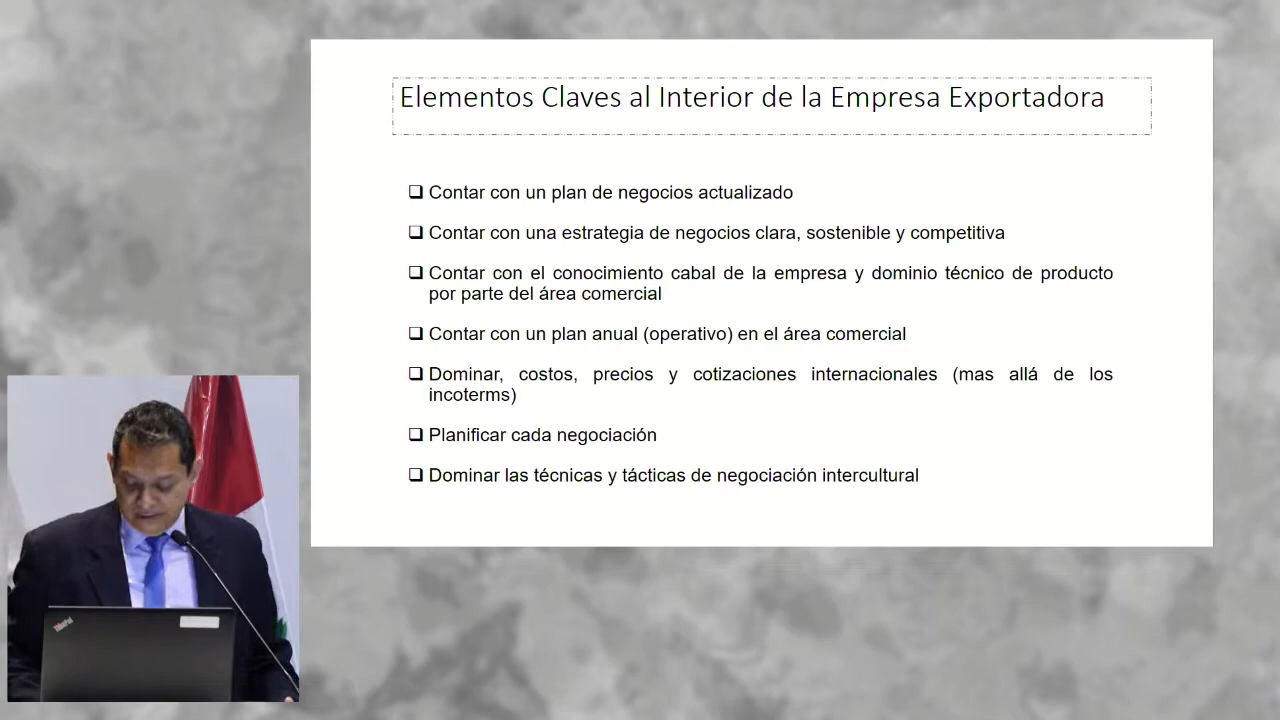 Elementos Claves al Interior de la Empresa Exportadora
❑ Contar con un plan de negocios actualizado
❑ Contar con una estrategia de negocios clara, sostenible y competitiva
❑ Contar con el conocimiento cabal de la empresa y dominio técnico de producto
por parte del área comercial
❑ Contar con un plan anual (operativo) en el área comercial
❑ Dominar, costos, precios y cotizaciones internacionales (mas allá de los
incoterms)
❑ Planificar cada negociación
❑ Dominar las técnicas y tácticas de negociación intercultural
ThinkPad